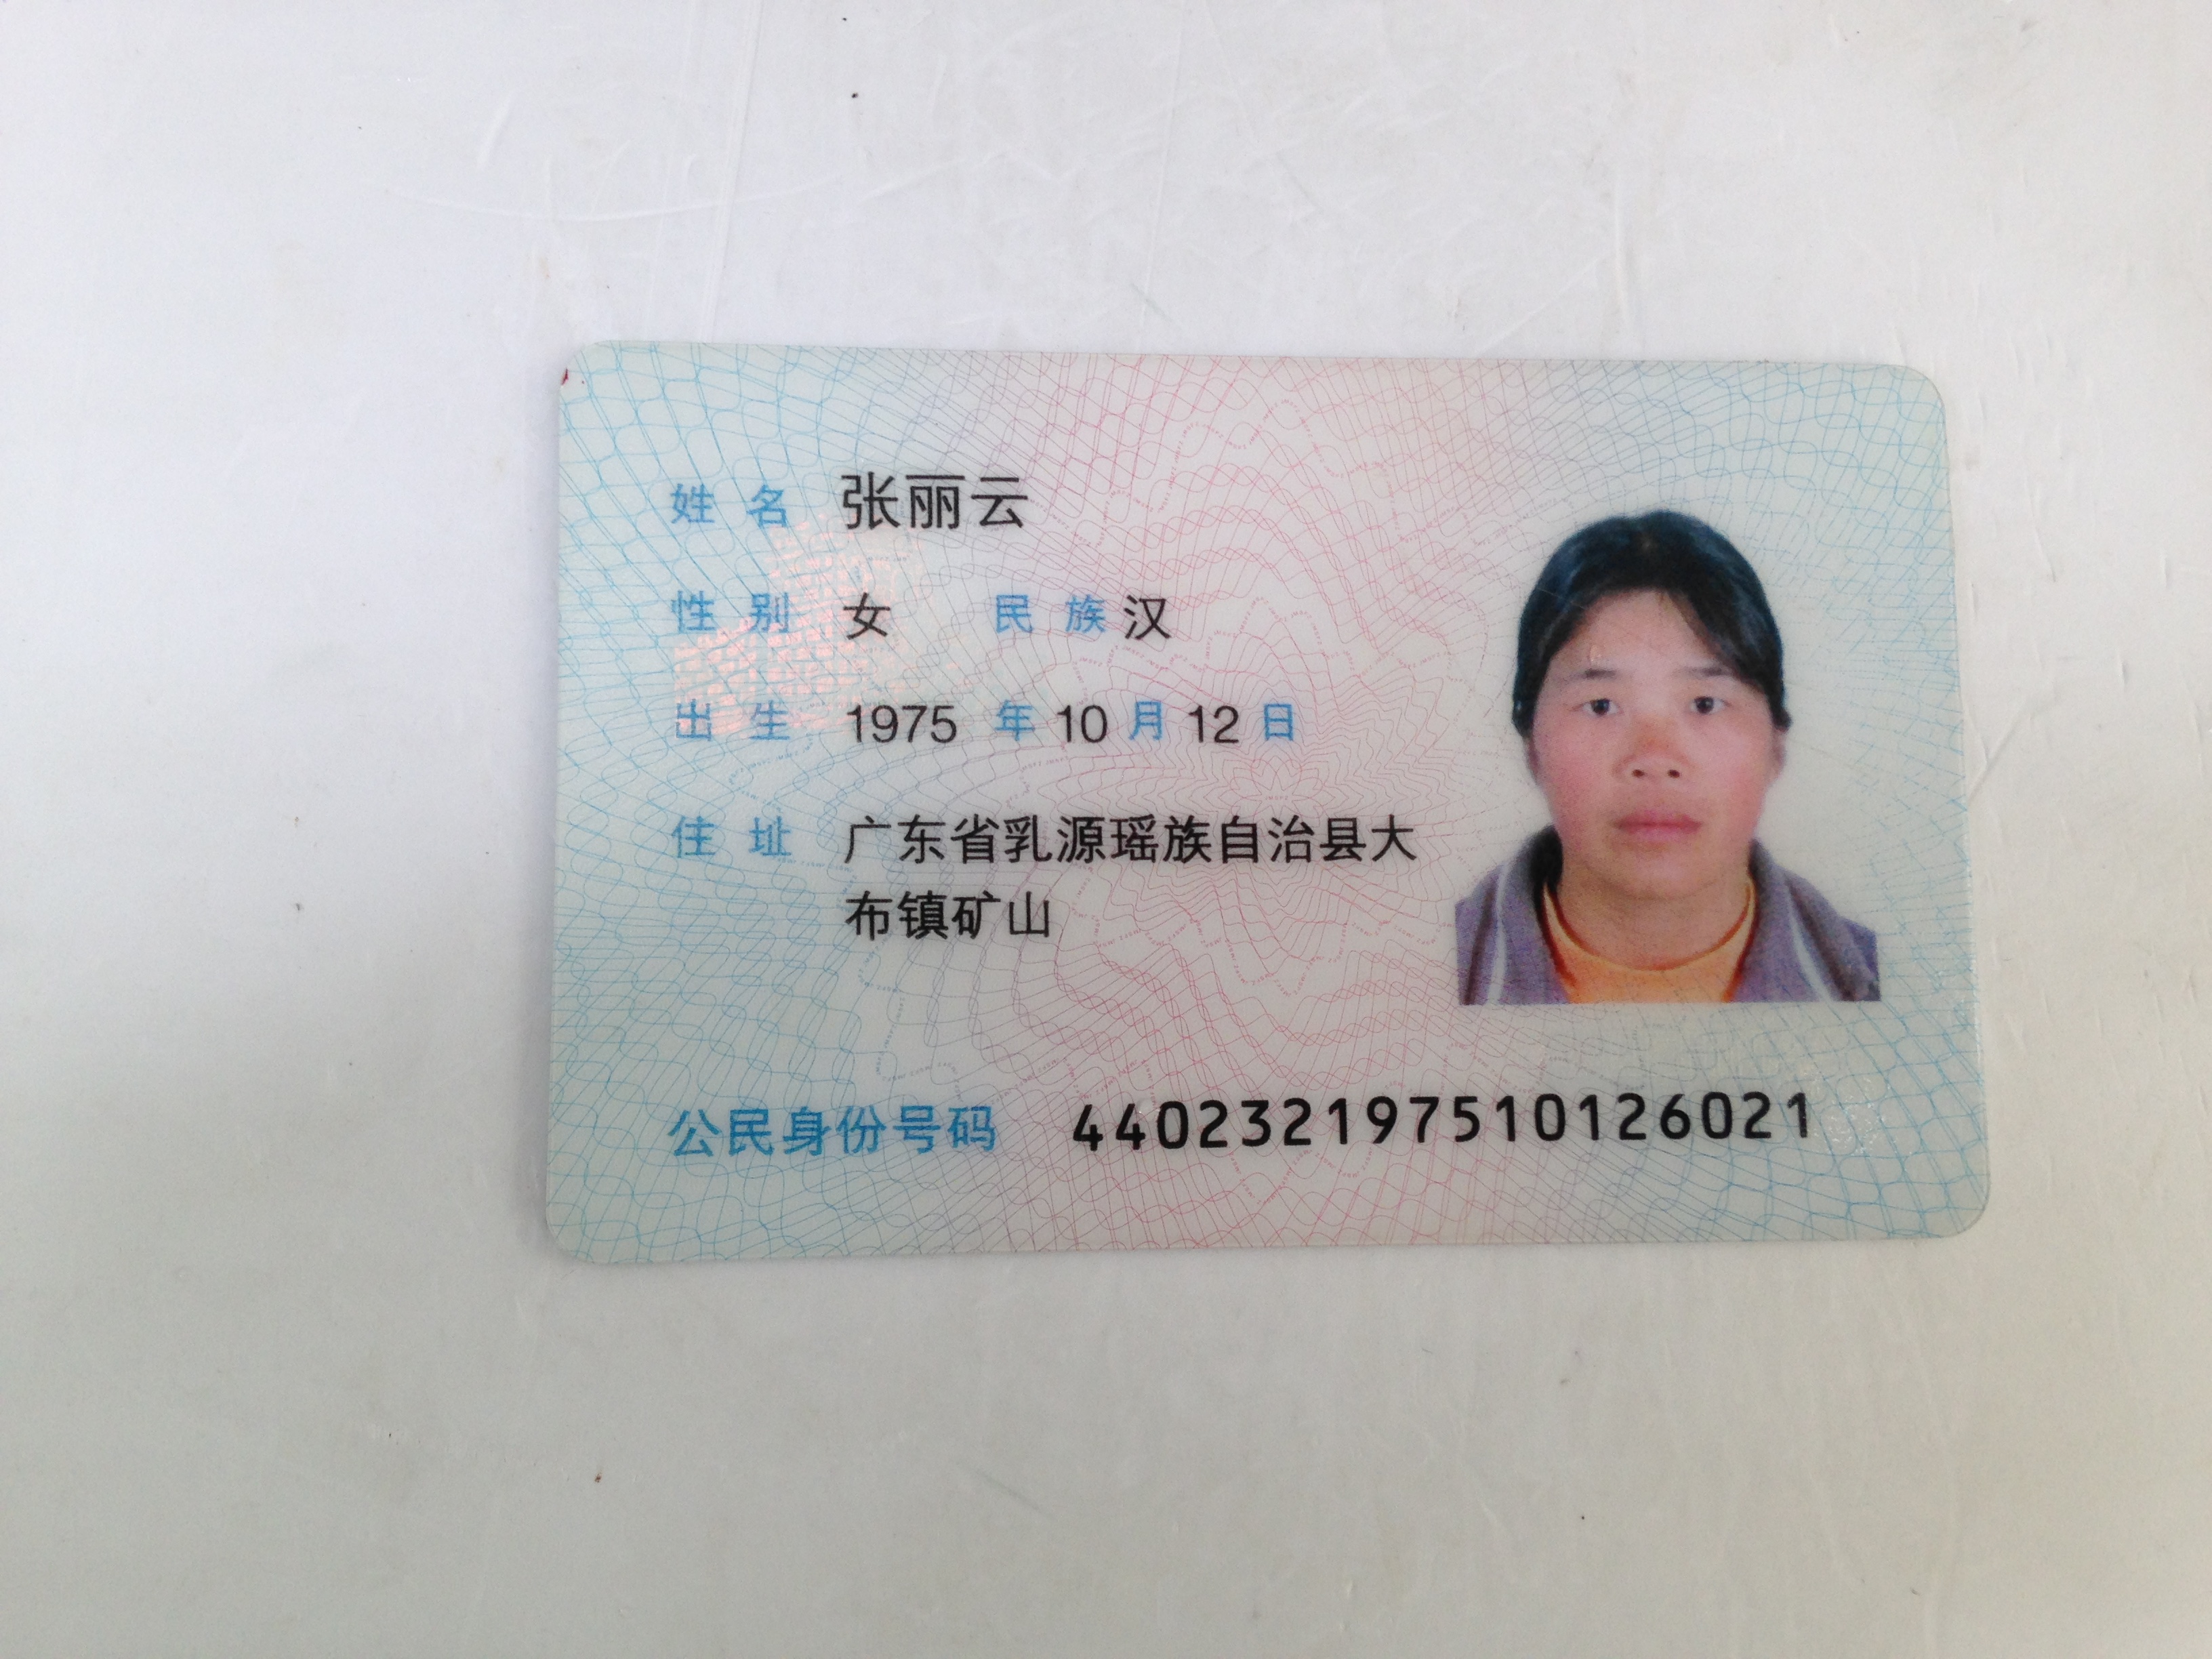 姓名 张丽云
性别 女 民族 汉
出生 1975 年 10 月 12 日
住址 广东省乳源瑶族自治县大
布镇矿山
公民身份号码 440232197510126021